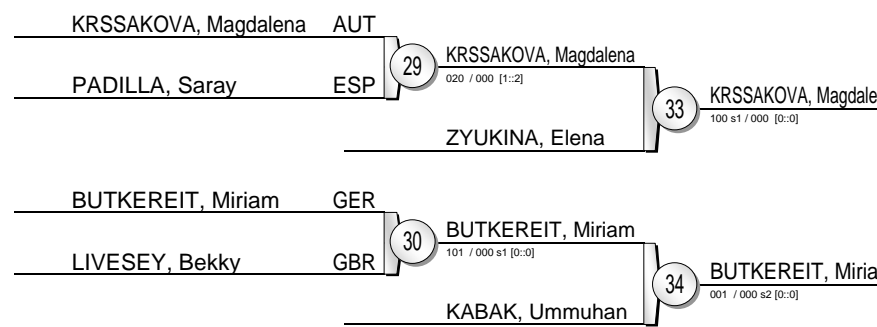 KRSSAKOVA, Magdalena AUT
29
KRSSAKOVA, Magdalena
020 / 000 [1::2]
PADILLA, Saray ESP
33
KRSSAKOVA, Magdale
100 s1 / 000 [0::0]
ZYUKINA, Elena
BUTKEREIT, Miriam GER
30
BUTKEREIT, Miriam
101 / 000 s1 [0::0]
LIVESEY, Bekky GBR
34
BUTKEREIT, Miria
001 / 000 s2 [0::0]
KABAK, Ummuhan